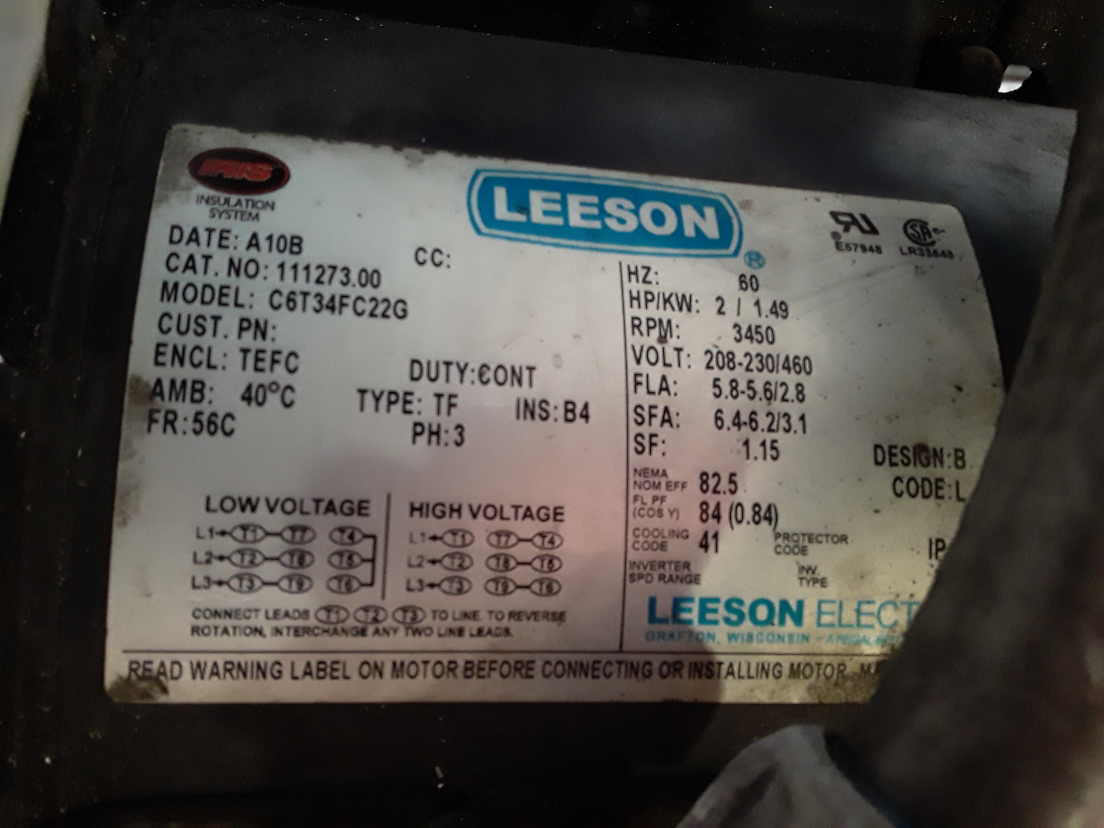 IRIS
INSULATION
SYSTEM
LEESON
®
E57948
LR33543
DATE: A10B
CC:
CAT. NO: 111273.00
MODEL: C6T34FC22G
CUST. PN:
ENCL: TEFC DUTY:CONT
AMB: 40°C TYPE: TF INS:B4
FR:56C PH:3
HZ: 60
HP/KW: 2 / 1.49
RPM: 3450
VOLT: 208-230/460
FLA: 5.8-5.6/2.8
SFA: 6.4-6.2/3.1
SF: 1.15
DESIGN:B
NEMA NOM EFF 82.5
CODE:L
FL PF (COS Y) 84 (0.84)
COOLING CODE 41 PROTECTOR CODE IP
INVERTER SPD RANGE INV. TYPE
LOW VOLTAGE
L1 T1 T7 T4
L2 T2 T8 T5
L3 T3 T9 T6
HIGH VOLTAGE
L1 T1 T7 T4
L2 T2 T8 T5
L3 T3 T9 T6
CONNECT LEADS T1 T2 T3 TO LINE. TO REVERSE
ROTATION, INTERCHANGE ANY TWO LINE LEADS.
LEESON ELECT
GRAFTON, WISCONSIN
READ WARNING LABEL ON MOTOR BEFORE CONNECTING OR INSTALLING MOTOR